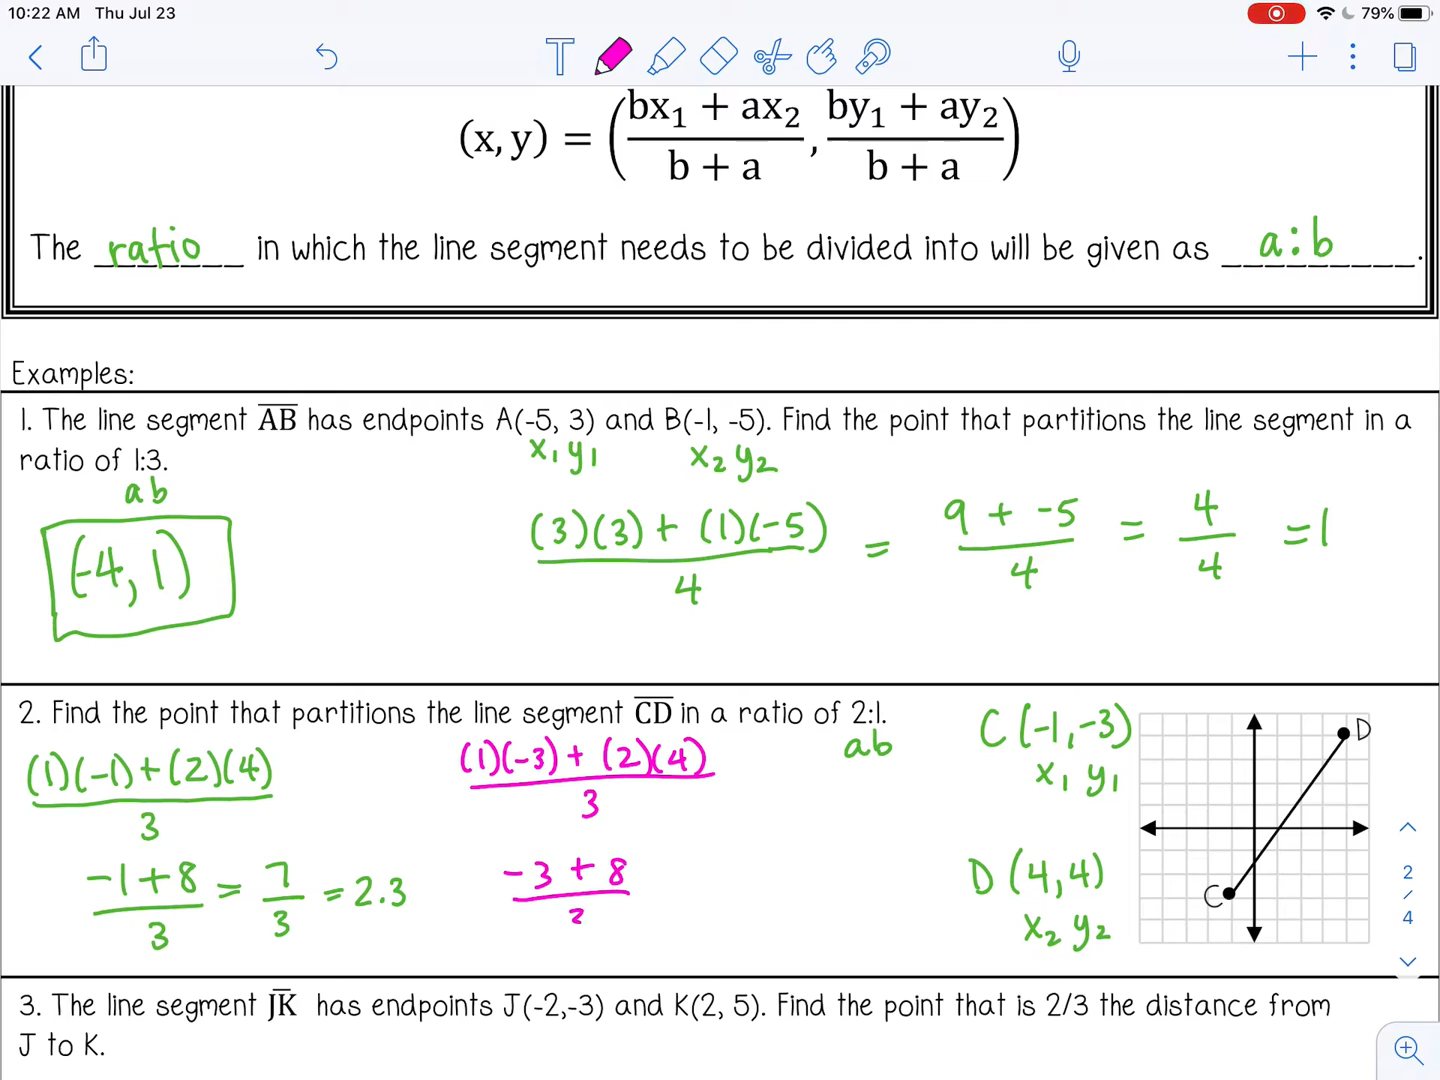 10:22 AM Thu Jul 23 79%
(x, y) = (bx₁ + ax₂ / b + a, by₁ + ay₂ / b + a)
The ratio in which the line segment needs to be divided into will be given as a:b.
Examples:
1. The line segment AB has endpoints A(-5, 3) and B(-1, -5). Find the point that partitions the line segment in a
ratio of 1:3.
x₁ y₁ x₂ y₂
a b
(-4, 1)
(3)(3) + (1)(-5) / 4 = 9 + -5 / 4 = 4 / 4 = 1
2. Find the point that partitions the line segment CD in a ratio of 2:1.
a b
(1)(-1) + (2)(4) / 3
-1 + 8 / 3 = 7 / 3 = 2.3
(1)(-3) + (2)(4) / 3
-3 + 8
C (-1, -3)
x₁ y₁
D (4, 4)
x₂ y₂
D
C
2
/
4
3. The line segment JK has endpoints J(-2,-3) and K(2, 5). Find the point that is 2/3 the distance from
J to K.